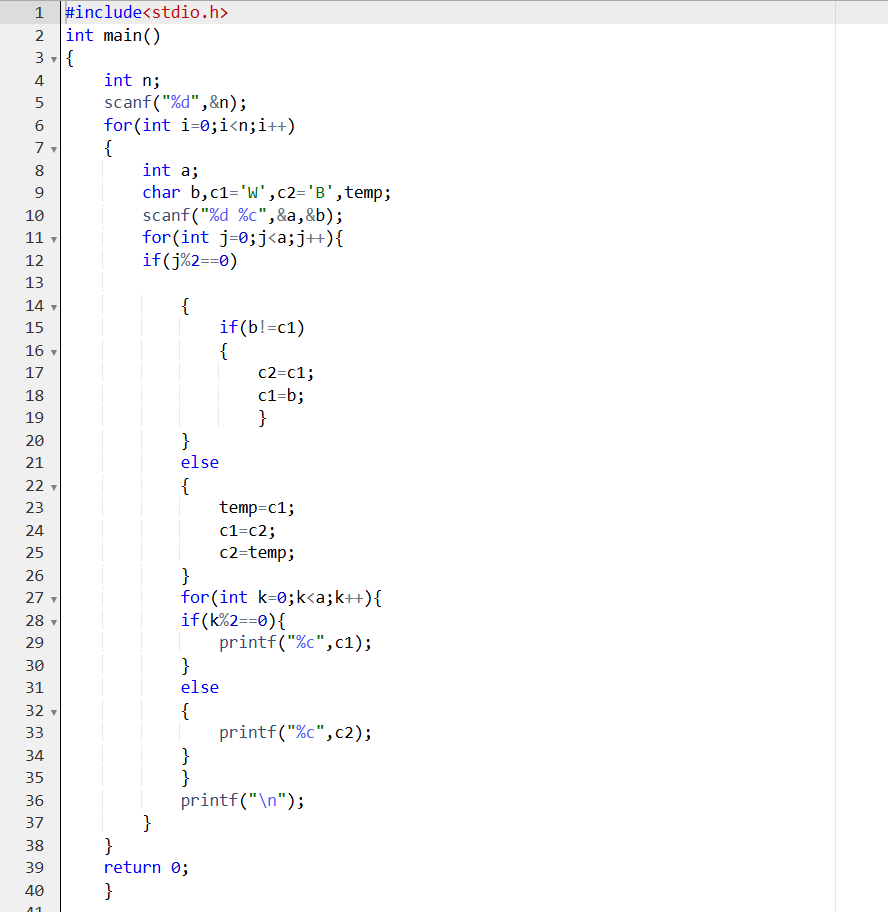 1 #include<stdio.h>
2 int main()
3 {
4 int n;
5 scanf("%d",&n);
6 for(int i=0;i<n;i++)
7 {
8 int a;
9 char b,c1='W',c2='B',temp;
10 scanf("%d %c",&a,&b);
11 for(int j=0;j<a;j++){
12 if(j%2==0)
13
14 {
15 if(b!=c1)
16 {
17 c2=c1;
18 c1=b;
19 }
20 }
21 else
22 {
23 temp=c1;
24 c1=c2;
25 c2=temp;
26 }
27 for(int k=0;k<a;k++){
28 if(k%2==0){
29 printf("%c",c1);
30 }
31 else
32 {
33 printf("%c",c2);
34 }
35 }
36 printf("\n");
37 }
38 }
39 return 0;
40 }
41